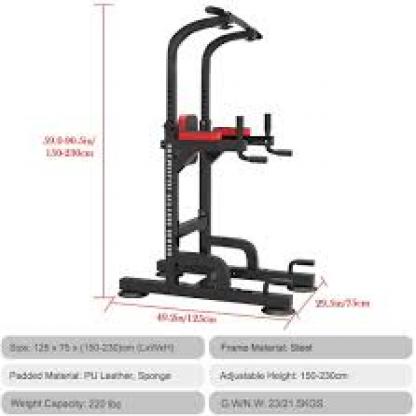 59.0-90.5in/
150-230cm
49.2in/125cm
29.5in/75cm
Size: 125 x 75 x (150-230)cm (LxWxH)
Frame Material: Steel
Padded Material: PU Leather, Sponge
Adjustable Height: 150-230cm
Weight Capacity: 220 lbs
G.W/N.W: 23/21.5KGS